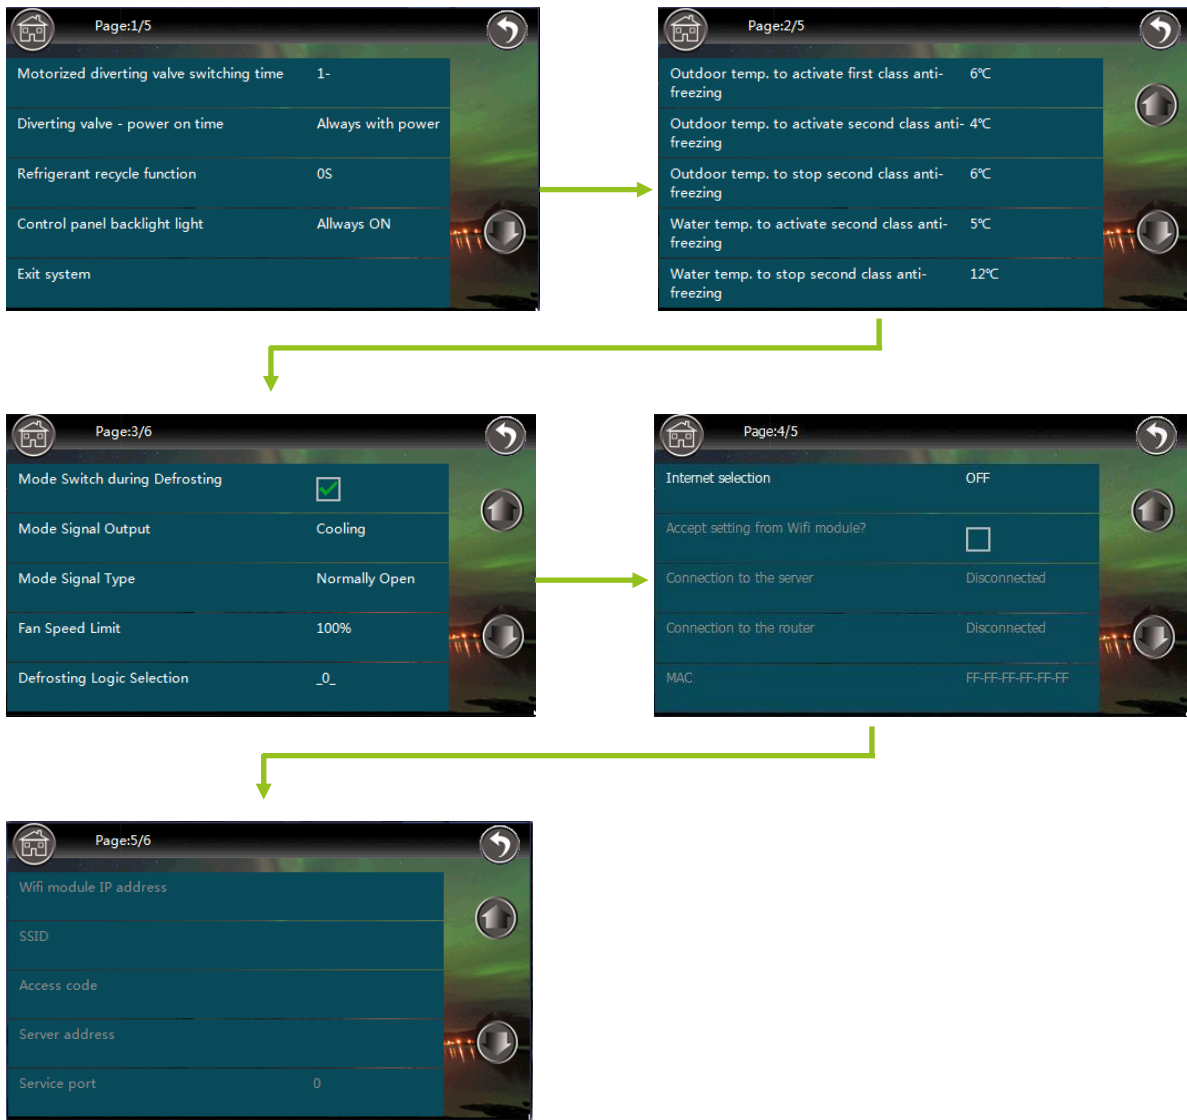 Page:1/5
Motorized diverting valve switching time 1-
Diverting valve - power on time Always with power
Refrigerant recycle function 0S
Control panel backlight light Allways ON
Exit system
Page:2/5
Outdoor temp. to activate first class anti- 6℃
freezing
Outdoor temp. to activate second class anti- 4℃
freezing
Outdoor temp. to stop second class anti- 6℃
freezing
Water temp. to activate second class anti- 5℃
freezing
Water temp. to stop second class anti- 12℃
freezing
Page:3/6
Mode Switch during Defrosting
Mode Signal Output Cooling
Mode Signal Type Normally Open
Fan Speed Limit 100%
Defrosting Logic Selection _0_
Page:4/5
Internet selection OFF
Accept setting from Wifi module?
Connection to the server Disconnected
Connection to the router Disconnected
MAC FF-FF-FF-FF-FF-FF
Page:5/6
Wifi module IP address
SSID
Access code
Server address
Service port 0